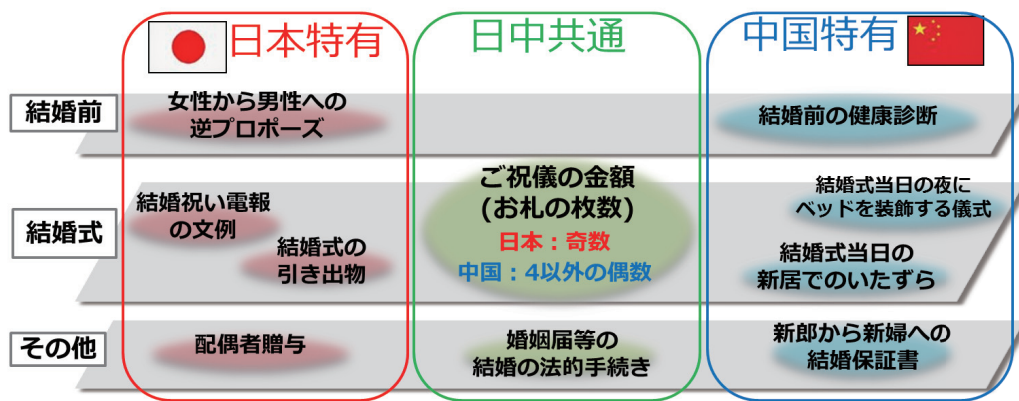 日本特有
日中共通
中国特有
結婚前
女性から男性への
逆プロポーズ
結婚前の健康診断
結婚式
結婚祝い電報
の文例
結婚式の
引き出物
ご祝儀の金額
(お札の枚数)
日本：奇数
中国：4以外の偶数
結婚式当日の夜に
ベッドを装飾する儀式
結婚式当日の
新居でのいたずら
その他
配偶者贈与
婚姻届等の
結婚の法的手続き
新郎から新婦への
結婚保証書